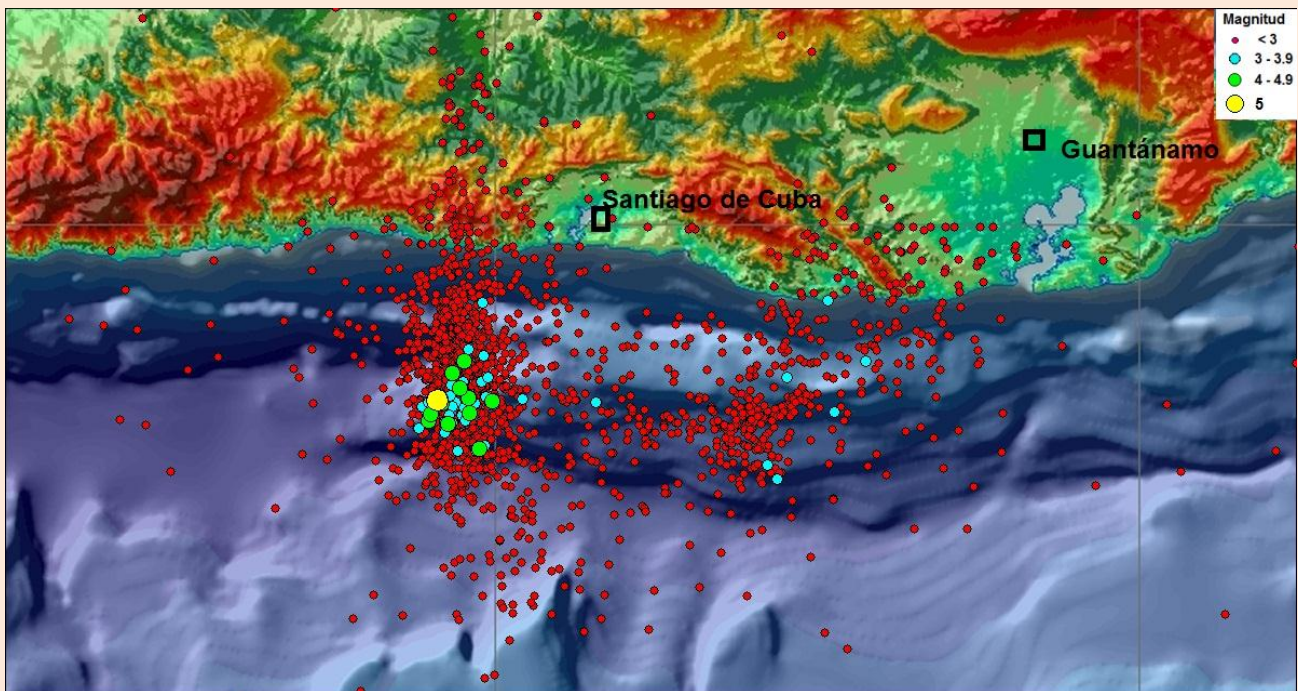 Magnitud
< 3
3 - 3.9
4 - 4.9
5
Guantánamo
Santiago de Cuba